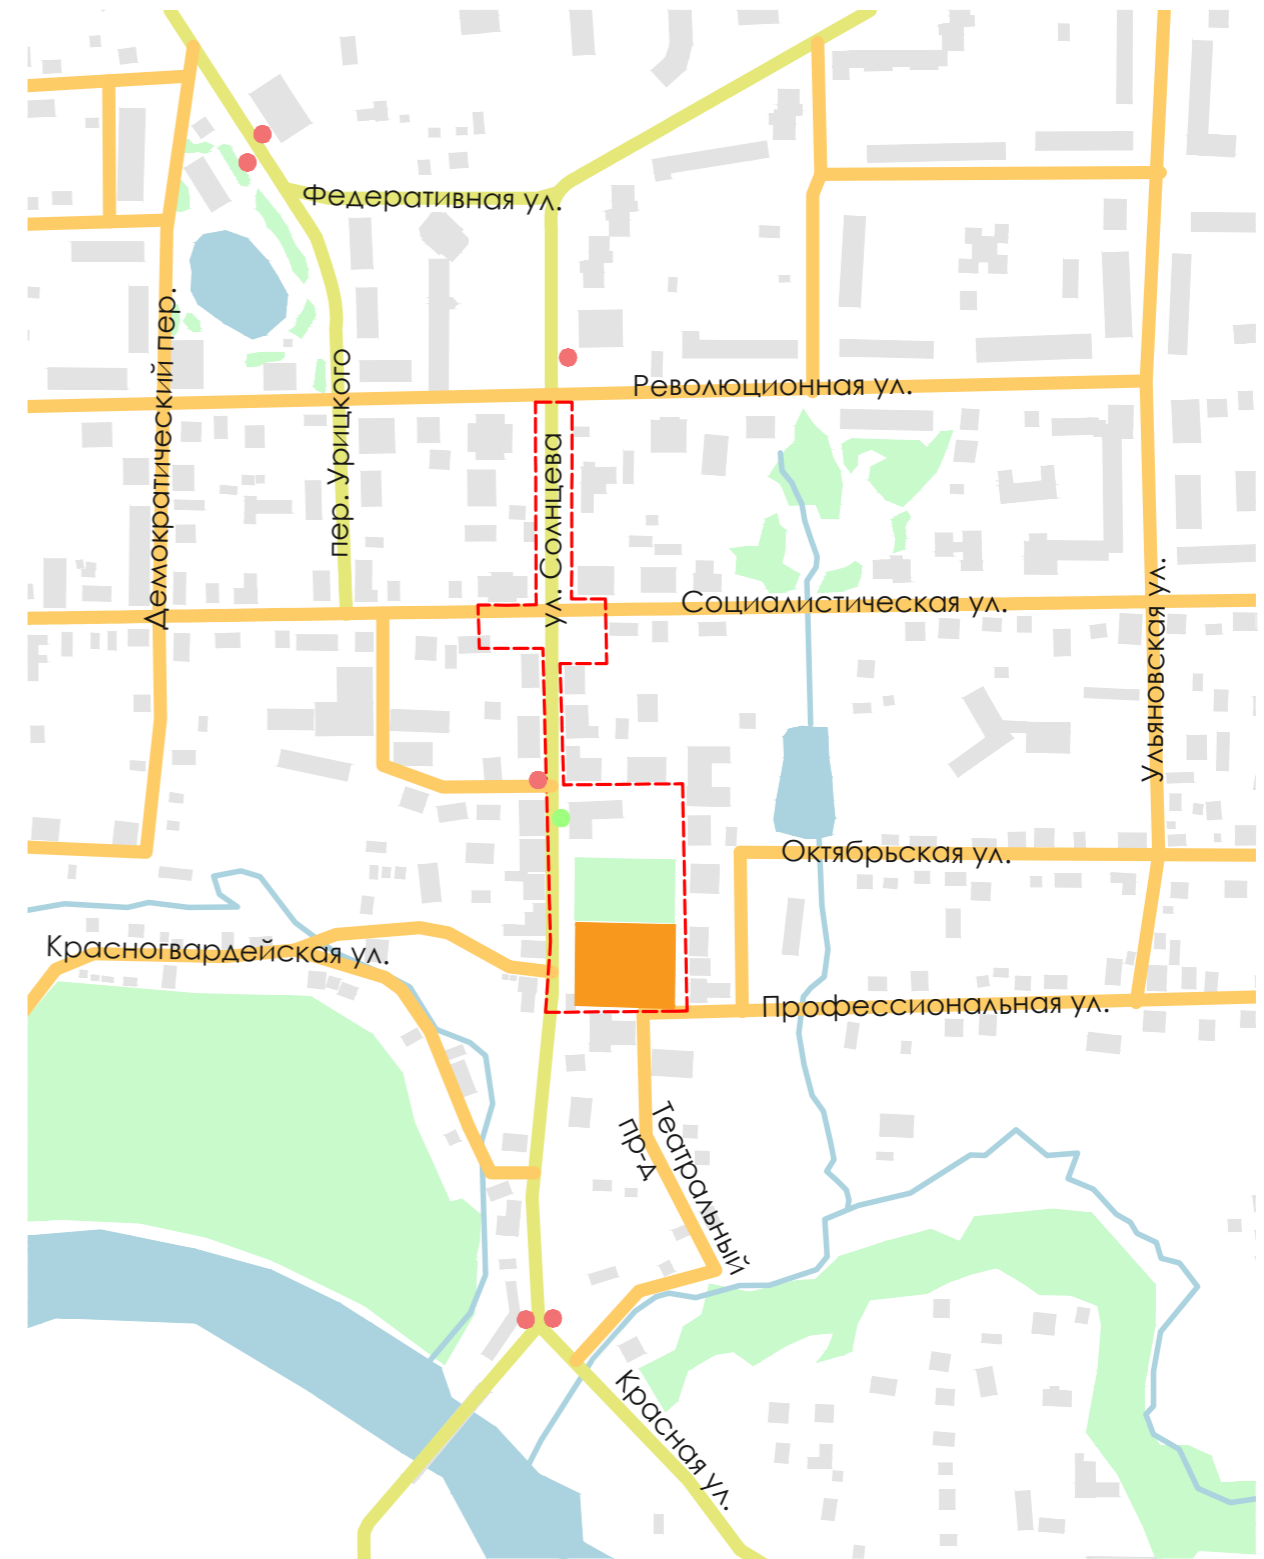 Федеративная ул.
Демократический пер.
пер. Урицкого
Революционная ул.
ул. Солнцева
Социалистическая ул.
Ульяновская ул.
Октябрьская ул.
Красногвардейская ул.
Профессиональная ул.
Театральный
пр-д
Красная ул.